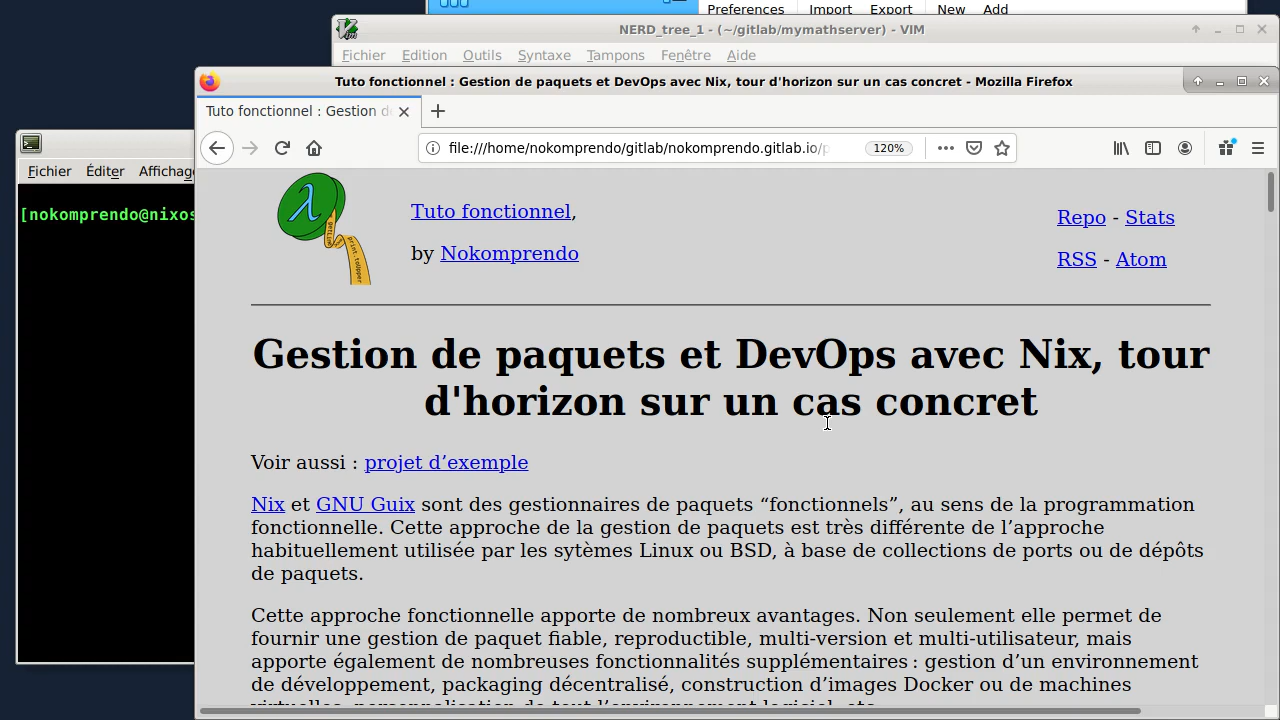 Preferences Import Export New Add
NERD_tree_1 - (~/gitlab/mymathserver) - VIM
Fichier Edition Outils Syntaxe Tampons Fenêtre Aide
Tuto fonctionnel : Gestion de paquets et DevOps avec Nix, tour d'horizon sur un cas concret - Mozilla Firefox
Tuto fonctionnel : Gestion d
file:///home/nokomprendo/gitlab/nokomprendo.gitlab.io/p
120%
Fichier Éditer Affichag
[nokomprendo@nixos
Tuto fonctionnel,
by Nokomprendo
Repo - Stats
RSS - Atom
λ
Gestion de paquets et DevOps avec Nix, tour
d'horizon sur un cas concret
Voir aussi : projet d’exemple
Nix et GNU Guix sont des gestionnaires de paquets “fonctionnels”, au sens de la programmation
fonctionnelle. Cette approche de la gestion de paquets est très différente de l’approche
habituellement utilisée par les sytèmes Linux ou BSD, à base de collections de ports ou de dépôts
de paquets.
Cette approche fonctionnelle apporte de nombreux avantages. Non seulement elle permet de
fournir une gestion de paquet fiable, reproductible, multi-version et multi-utilisateur, mais
apporte également de nombreuses fonctionnalités supplémentaires : gestion d’un environnement
de développement, packaging décentralisé, construction d’images Docker ou de machines